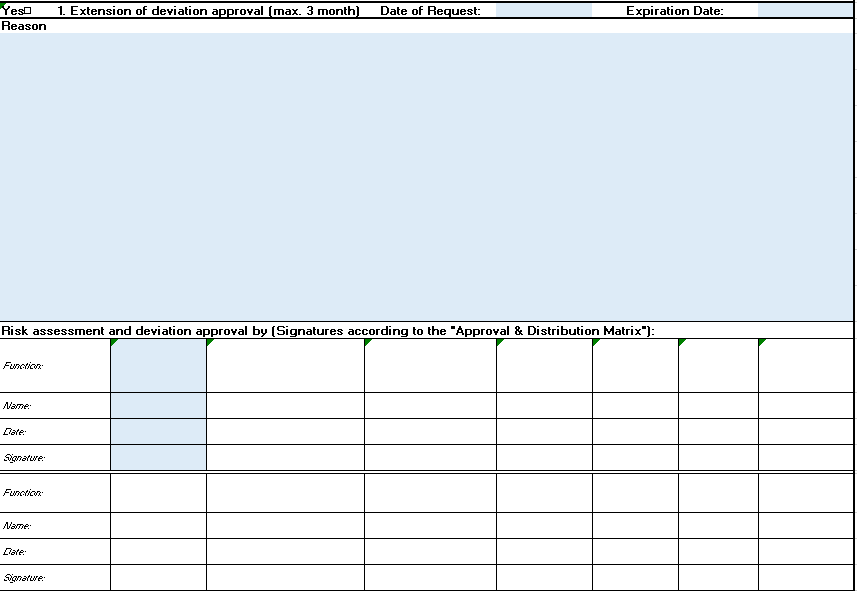 Yes□ 1. Extension of deviation approval (max. 3 month) Date of Request: Expiration Date:
Reason
Risk assessment and deviation approval by (Signatures according to the "Approval & Distribution Matrix"):
Function:
Name:
Date:
Signature:
Function:
Name:
Date:
Signature: